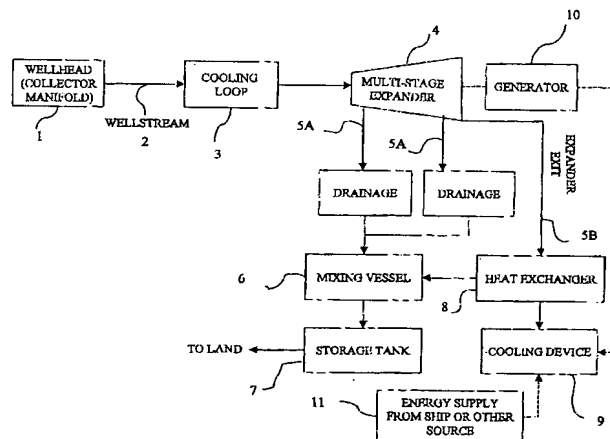 10
4
WELLHEAD
(COLLECTOR
MANIFOLD)
COOLING
LOOP
MULTI-STAGE
EXPANDER
GENERATOR
1
WELLSTREAM
2
3
5A
5A
EXPANDER
EXIT
DRAINAGE
DRAINAGE
5B
6
MIXING VESSEL
HEAT EXCHANGER
8
TO LAND
STORAGE TANK
COOLING DEVICE
7
11
ENERGY SUPPLY
FROM SHIP OR OTHER
SOURCE
9